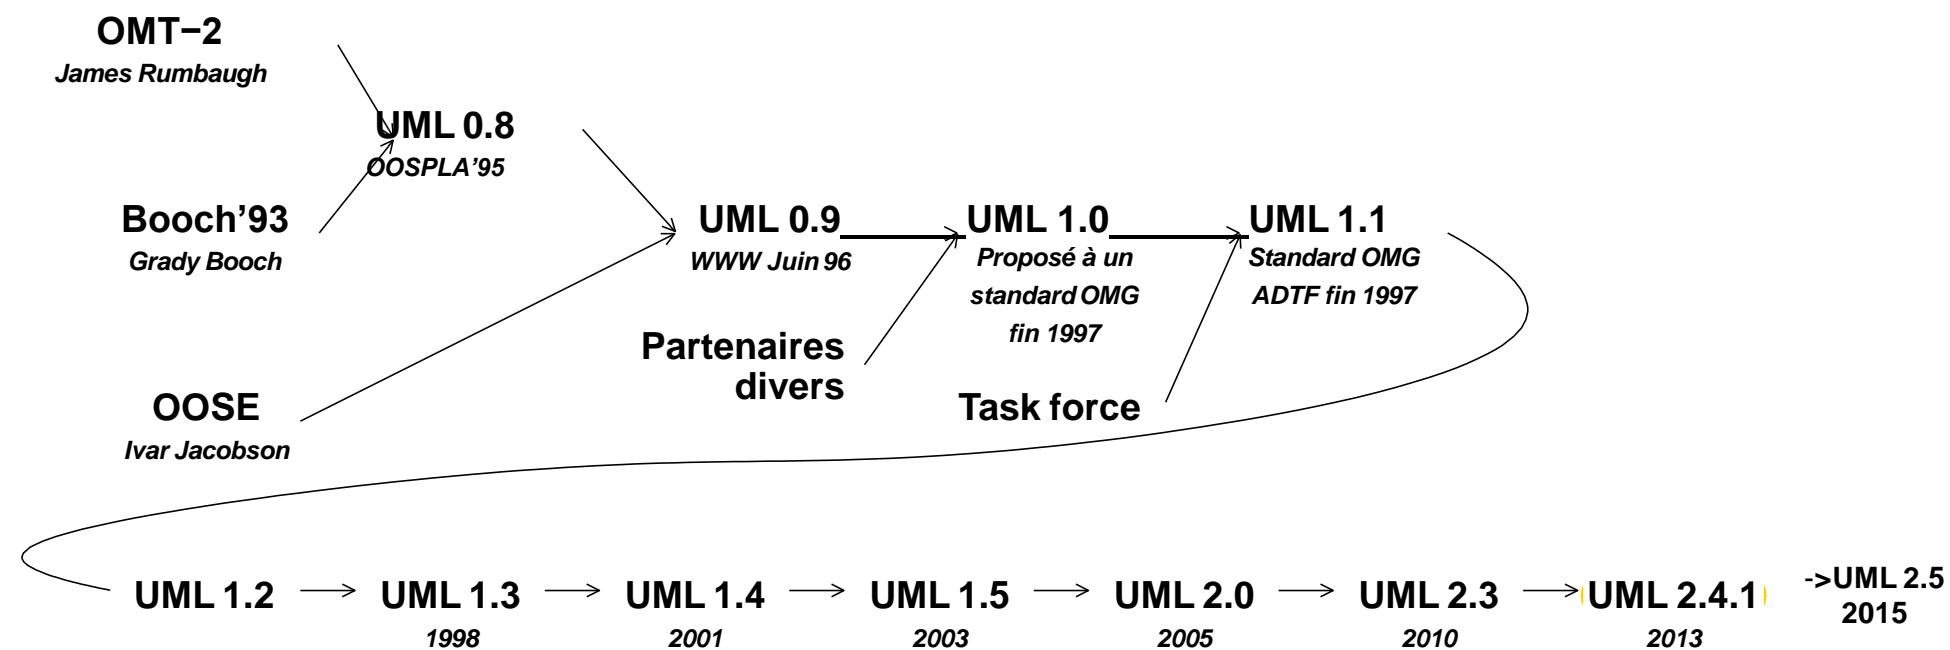 OMT−2
James Rumbaugh
UML 0.8
OOSPLA’95
Booch’93
Grady Booch
UML 0.9
WWW Juin 96
UML 1.0
Proposé à un
standard OMG
fin 1997
UML 1.1
Standard OMG
ADTF fin 1997
Partenaires
divers
Task force
OOSE
Ivar Jacobson
UML 1.2
UML 1.3
1998
UML 1.4
2001
UML 1.5
2003
UML 2.0
2005
UML 2.3
2010
UML 2.4.1
2013
->UML 2.5
2015